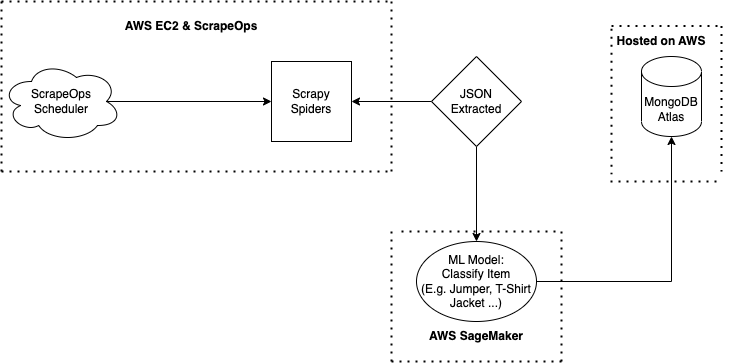 AWS EC2 & ScrapeOps
ScrapeOps
Scheduler
Scrapy
Spiders
JSON
Extracted
Hosted on AWS
MongoDB
Atlas
ML Model:
Classify Item
(E.g. Jumper, T-Shirt
Jacket ...)
AWS SageMaker